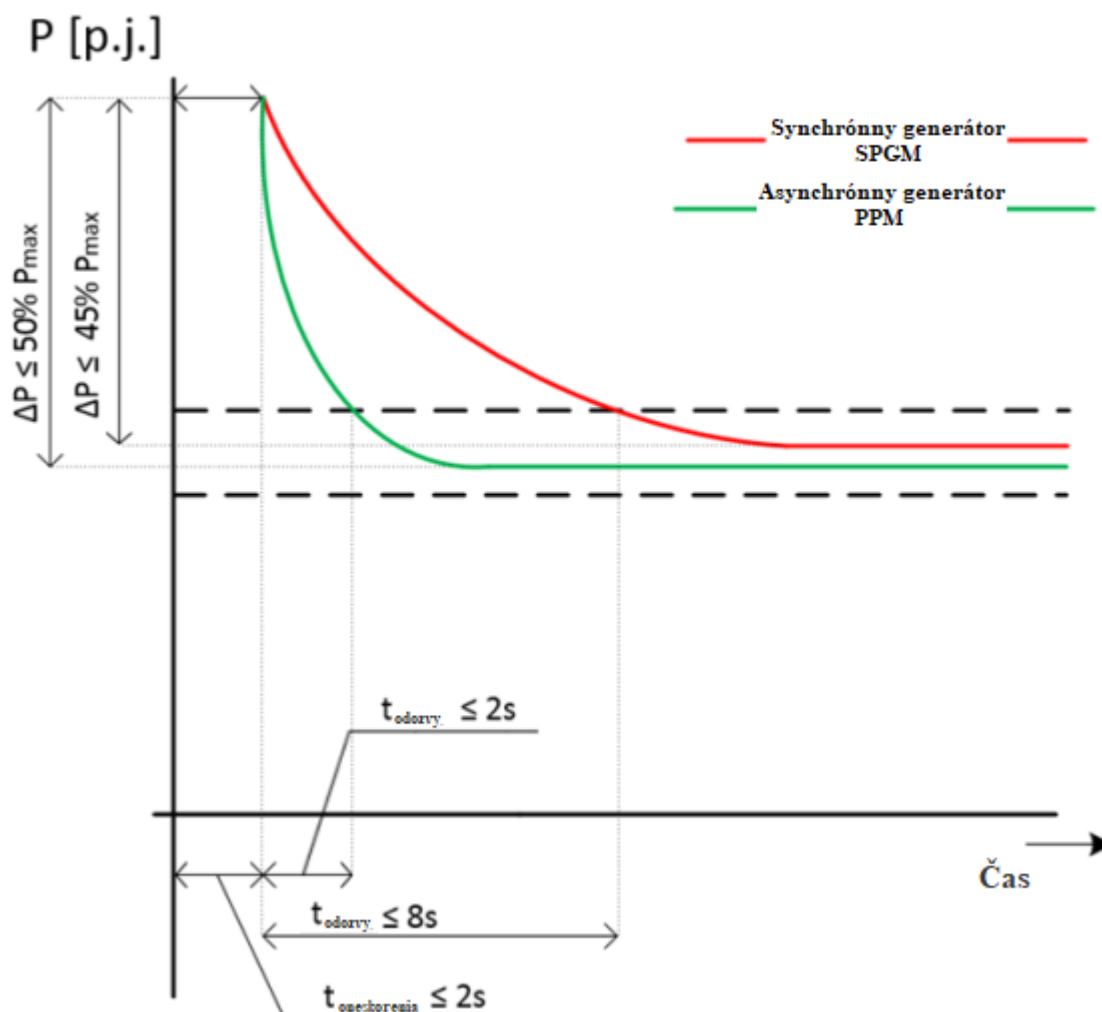 P [p.j.]
Synchrónny generátor
SPGM
Asynchrónny generátor
PPM
ΔP ≤ 50% Pmax
ΔP ≤ 45% Pmax
todozvy. ≤ 2s
Čas
todozvy. ≤ 8s
toneskorenia ≤ 2s